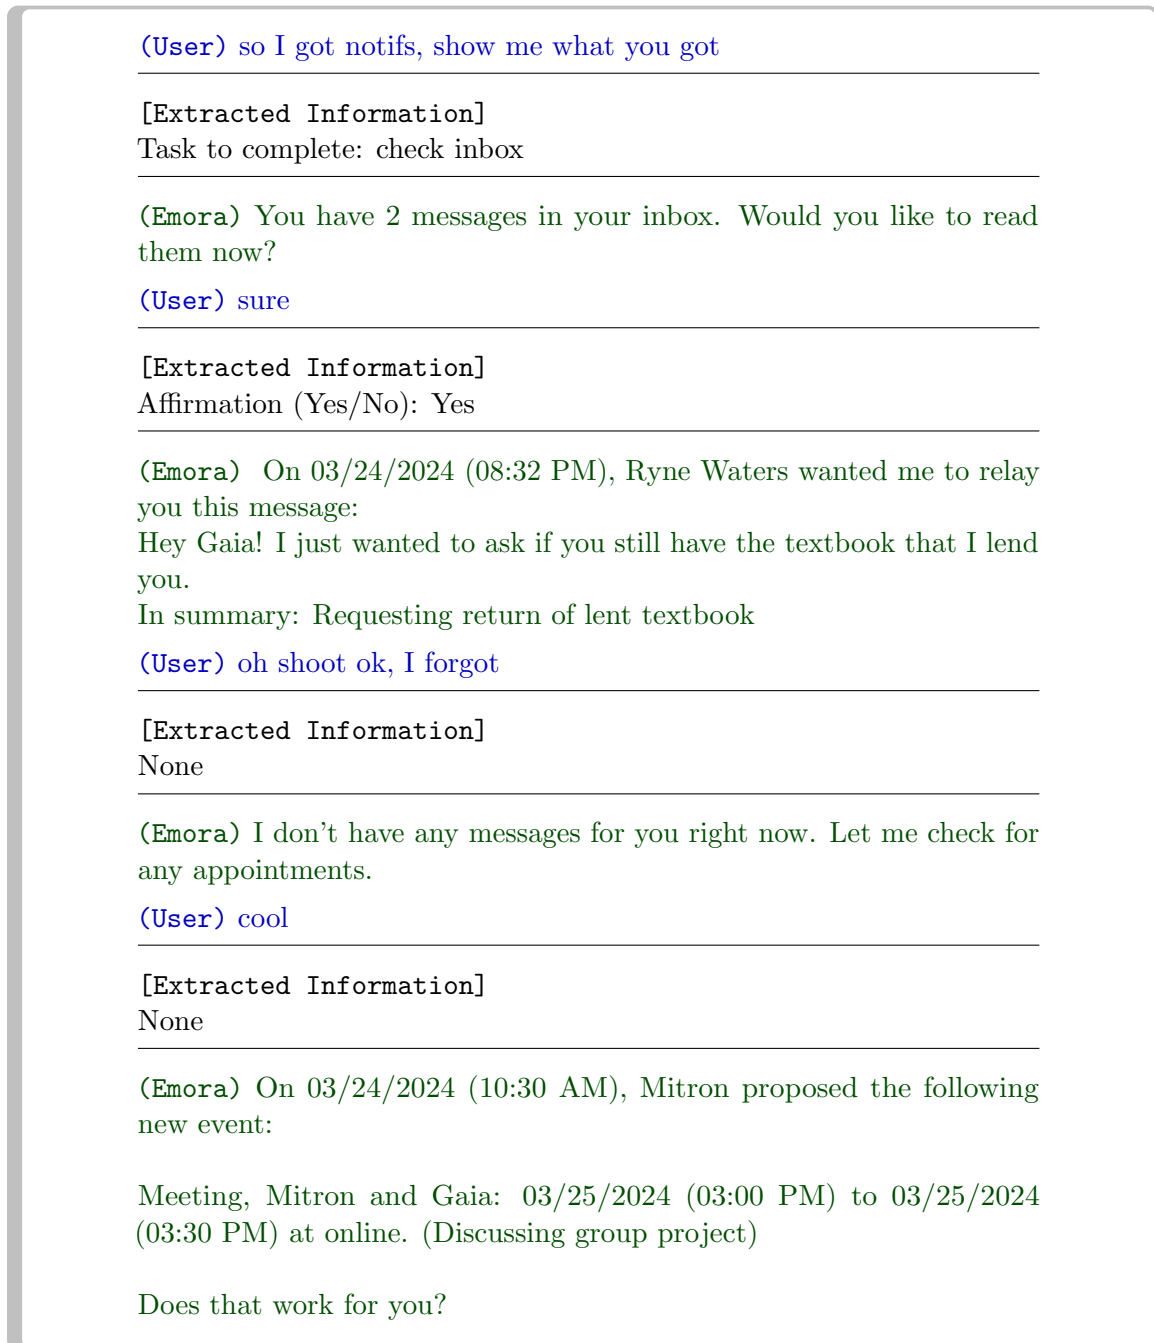 (User) so I got notifs, show me what you got
[Extracted Information]
Task to complete: check inbox
(Emora) You have 2 messages in your inbox. Would you like to read
them now?
(User) sure
[Extracted Information]
Affirmation (Yes/No): Yes
(Emora) On 03/24/2024 (08:32 PM), Ryne Waters wanted me to relay
you this message:
Hey Gaia! I just wanted to ask if you still have the textbook that I lend
you.
In summary: Requesting return of lent textbook
(User) oh shoot ok, I forgot
[Extracted Information]
None
(Emora) I don't have any messages for you right now. Let me check for
any appointments.
(User) cool
[Extracted Information]
None
(Emora) On 03/24/2024 (10:30 AM), Mitron proposed the following
new event:
Meeting, Mitron and Gaia: 03/25/2024 (03:00 PM) to 03/25/2024
(03:30 PM) at online. (Discussing group project)
Does that work for you?